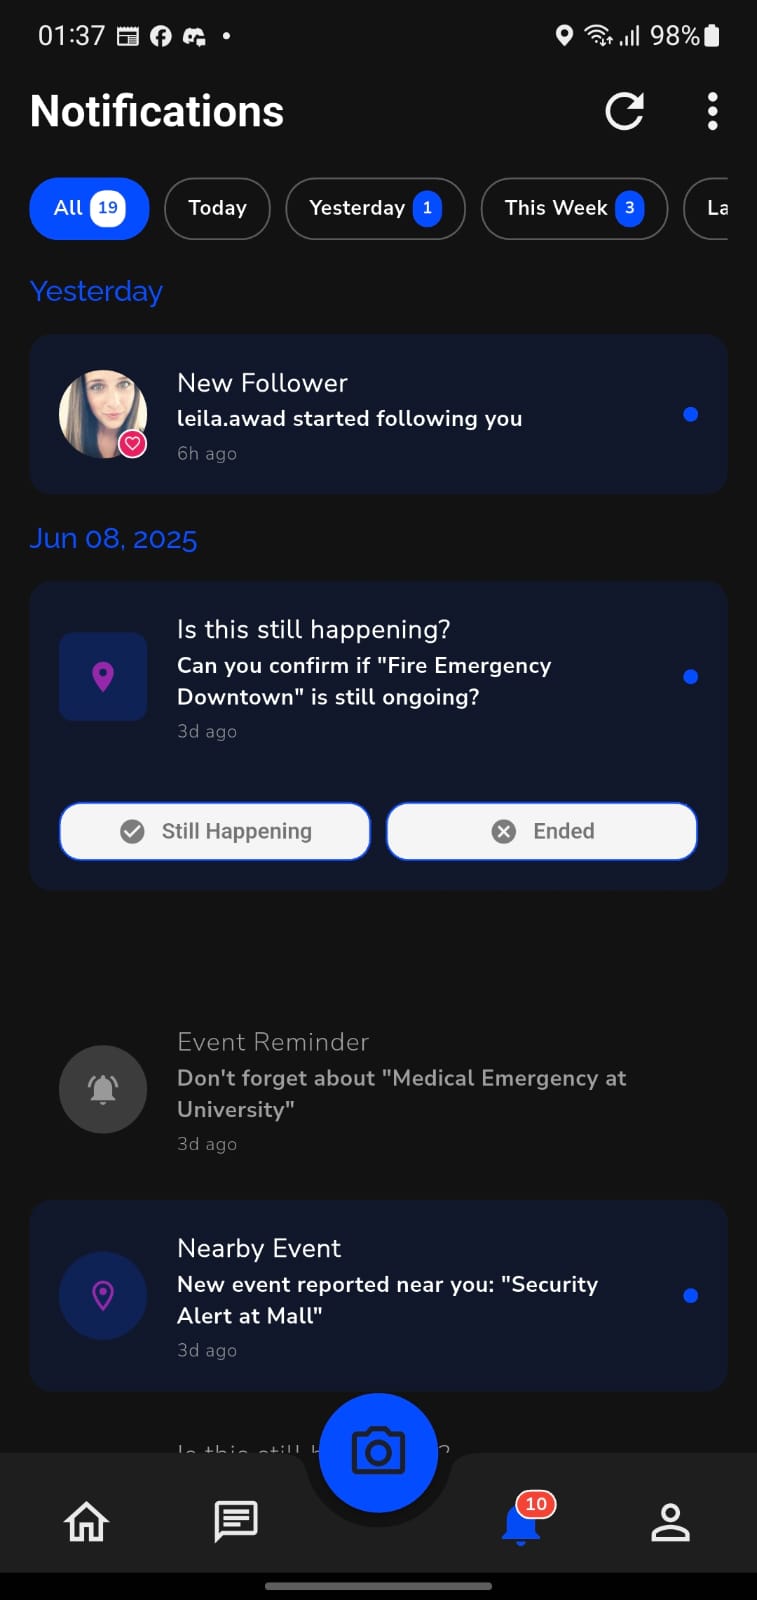 01:37 98%
Notifications
All 19 Today Yesterday 1 This Week 3 La
Yesterday
New Follower
leila.awad started following you
6h ago
Jun 08, 2025
Is this still happening?
Can you confirm if "Fire Emergency
Downtown" is still ongoing?
3d ago
Still Happening Ended
Event Reminder
Don't forget about "Medical Emergency at
University"
3d ago
Nearby Event
New event reported near you: "Security
Alert at Mall"
3d ago
Is this still h ?
10